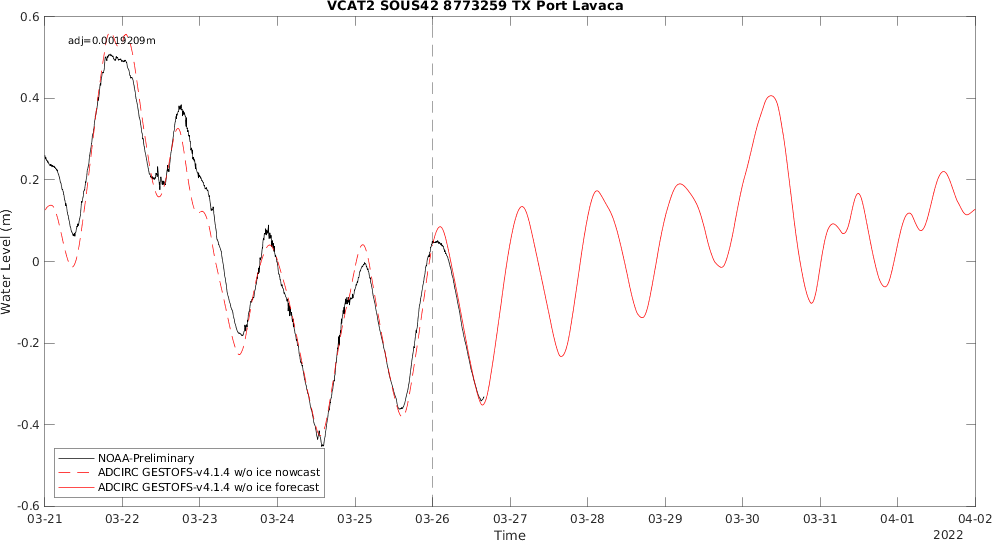 VCAT2 SOUS42 8773259 TX Port Lavaca
adj=0.0019209m
0.6
0.4
0.2
0
-0.2
-0.4
-0.6
Water Level (m)
NOAA-Preliminary
ADCIRC GESTOFS-v4.1.4 w/o ice nowcast
ADCIRC GESTOFS-v4.1.4 w/o ice forecast
03-21 03-22 03-23 03-24 03-25 03-26 03-27 03-28 03-29 03-30 03-31 04-01 04-02
Time
2022